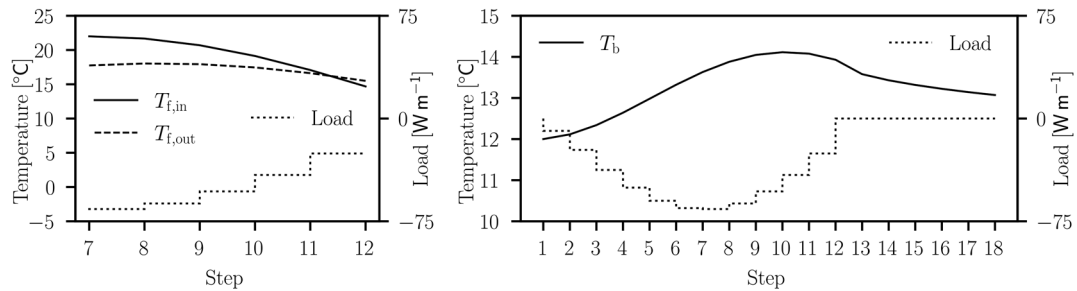 25
20
15
10
5
0
−5
Temperature [°C]
T_f,in
T_f,out
Load
75
0
−75
Load [W m⁻¹]
7 8 9 10 11 12
Step
15
14
13
12
11
10
Temperature [°C]
T_b
Load
75
0
−75
Load [W m⁻¹]
1 2 3 4 5 6 7 8 9 10 11 12 13 14 15 16 17 18
Step